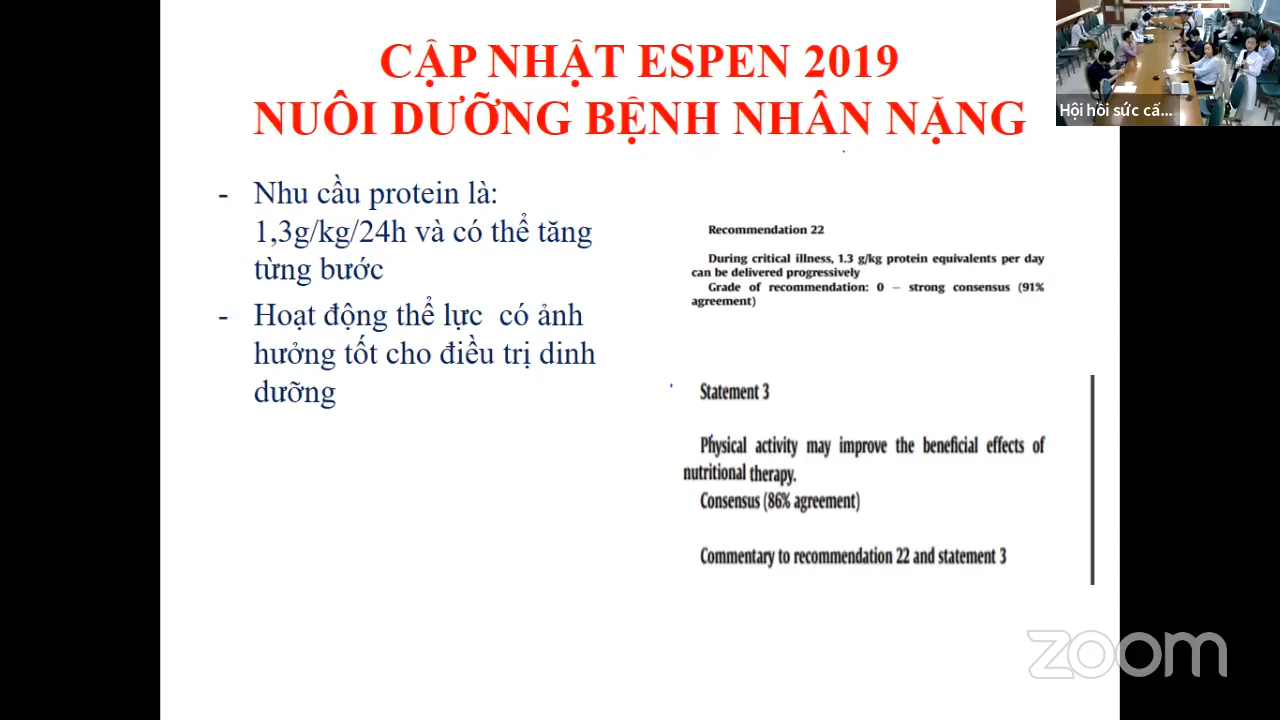 CẬP NHẬT ESPEN 2019
NUÔI DƯỠNG BỆNH NHÂN NẶNG
Hội hồi sức cấ...
- Nhu cầu protein là:
1,3g/kg/24h và có thể tăng
từng bước
- Hoạt động thể lực có ảnh
hưởng tốt cho điều trị dinh
dưỡng
Recommendation 22
During critical illness, 1.3 g/kg protein equivalents per day
can be delivered progressively
Grade of recommendation: 0 – strong consensus (91%
agreement)
Statement 3
Physical activity may improve the beneficial effects of
nutritional therapy.
Consensus (86% agreement)
Commentary to recommendation 22 and statement 3
zoom